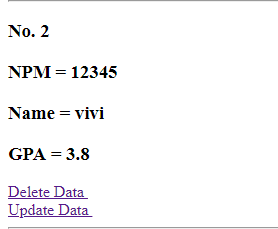 No. 2
NPM = 12345
Name = vivi
GPA = 3.8
Delete Data
Update Data